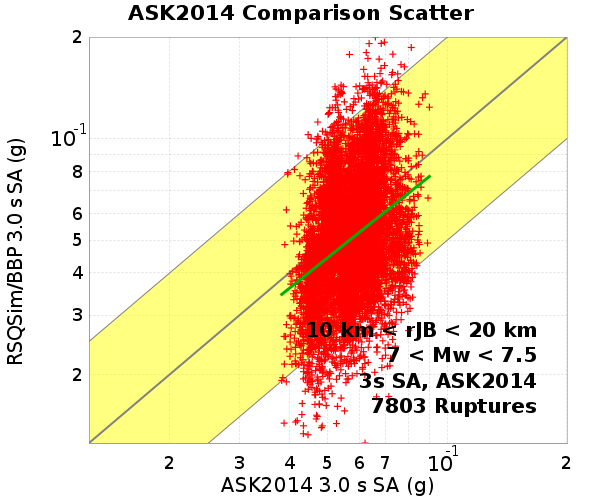 ASK2014 Comparison Scatter
RSQSim/BBP 3.0 s SA (g)
2
10-1
8
6
5
4
3
2
10 km < rJB < 20 km
7 < Mw < 7.5
3s SA, ASK2014
7803 Ruptures
2 3 4 5 6 7 10-1 2
ASK2014 3.0 s SA (g)